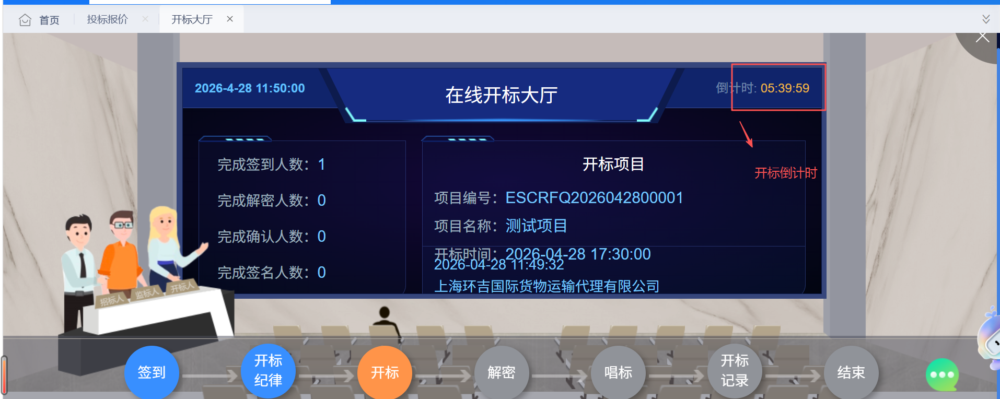 首页
投标报价
开标大厅
2026-4-28 11:50:00
在线开标大厅
倒计时: 05:39:59
开标倒计时
完成签到人数：1
完成解密人数：0
完成确认人数：0
完成签名人数：0
开标项目
项目编号：ESCRFQ2026042800001
项目名称：测试项目
开标时间：2026-04-28 17:30:00
2026-04-28 11:49:32
上海环吉国际货物运输代理有限公司
招标人
监标人
开标人
签到
开标
纪律
开标
解密
唱标
开标
记录
结束